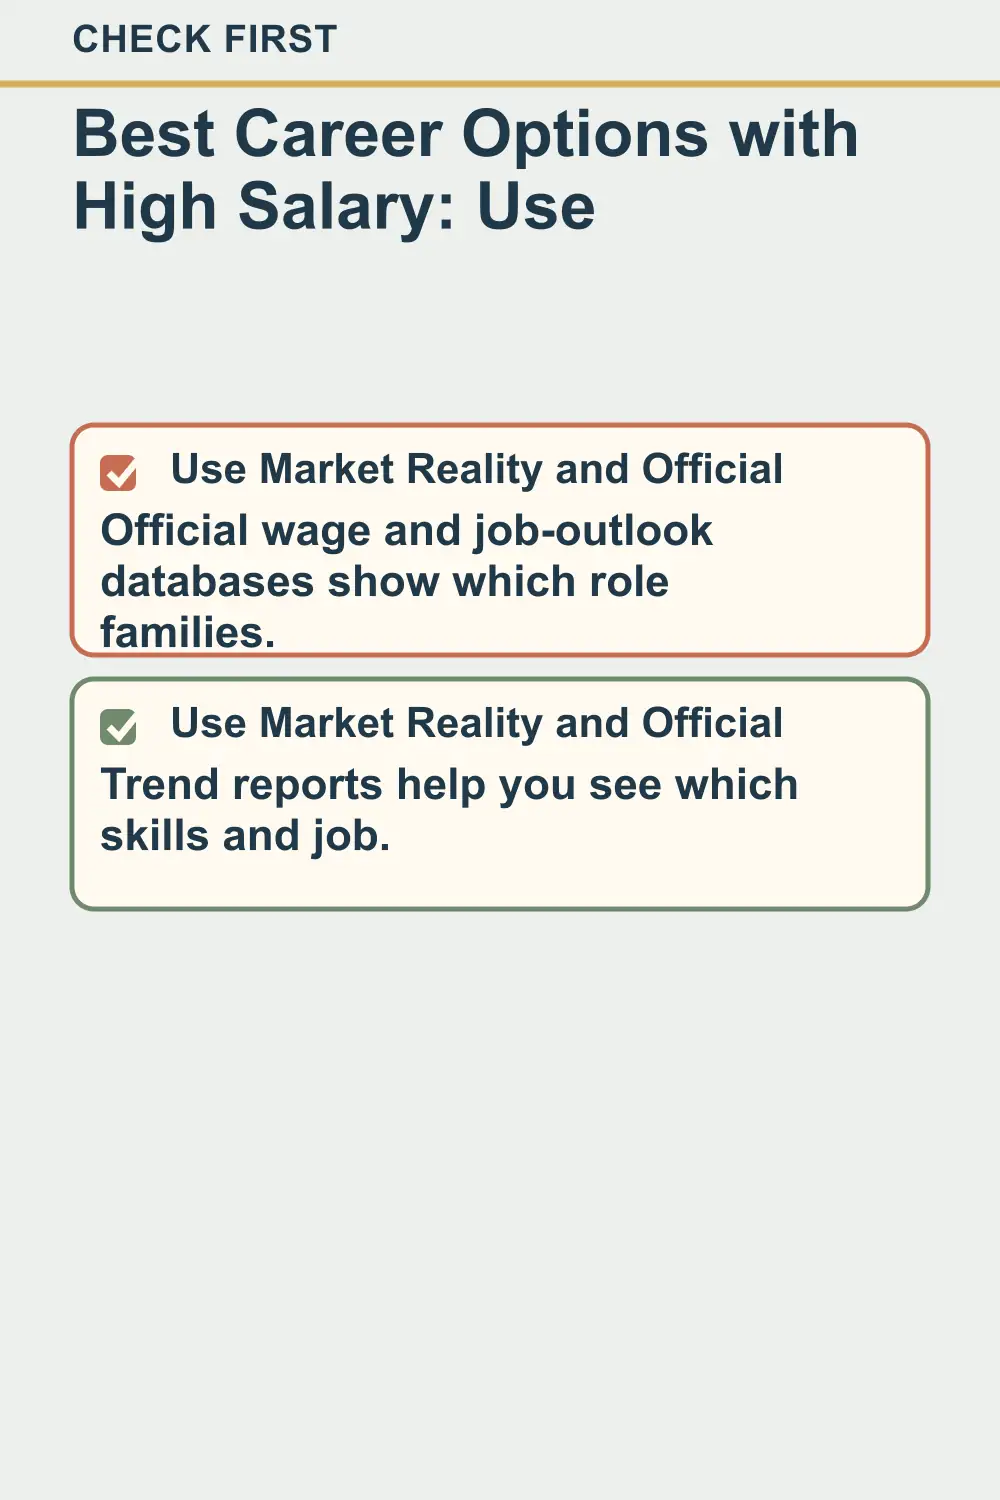 CHECK FIRST
Best Career Options with
High Salary: Use
Use Market Reality and Official
Official wage and job-outlook
databases show which role
families.
Use Market Reality and Official
Trend reports help you see which
skills and job.